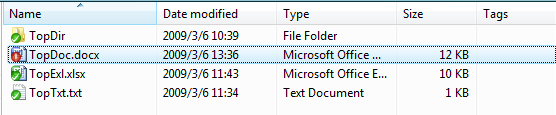 Name Date modified Type Size Tags
TopDir 2009/3/6 10:39 File Folder
TopDoc.docx 2009/3/6 13:36 Microsoft Office ... 12 KB
TopExl.xlsx 2009/3/6 11:43 Microsoft Office E... 10 KB
TopTxt.txt 2009/3/6 11:34 Text Document 1 KB